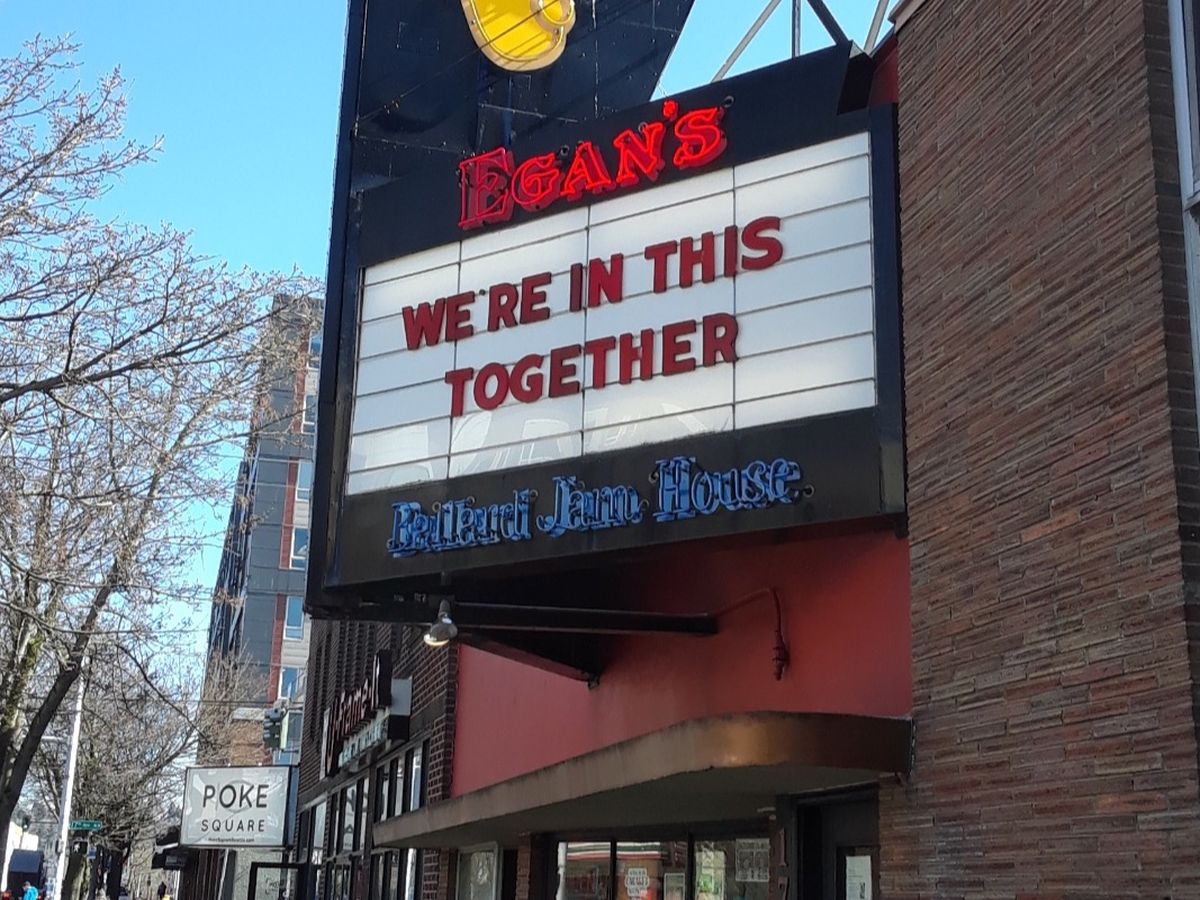 EGAN'S
WE'RE IN THIS
TOGETHER
Ballard Jam House
POKE
SQUARE